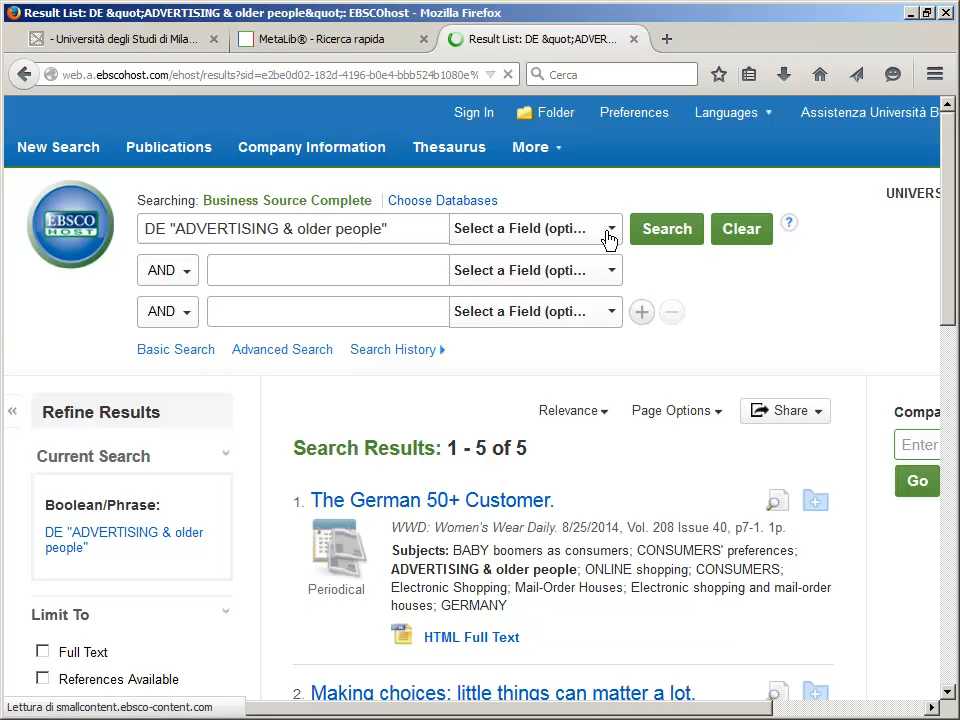 Result List: DE &quot;ADVERTISING & older people&quot;: EBSCOhost - Mozilla Firefox
- Università degli Studi di Mila...
MetaLib® - Ricerca rapida
Result List: DE &quot;ADVER...
web.a.ebscohost.com/ehost/results?sid=e2be0d02-182d-4196-b0e4-bbb524b1080e%
Cerca
Sign In
Folder
Preferences
Languages
Assistenza Università B
New Search
Publications
Company Information
Thesaurus
More
EBSCO
HOST
Searching: Business Source Complete
Choose Databases
UNIVERS
DE "ADVERTISING & older people"
Select a Field (opti...
Search
Clear
?
AND
Select a Field (opti...
AND
Select a Field (opti...
Basic Search
Advanced Search
Search History
Refine Results
Current Search
Boolean/Phrase:
DE "ADVERTISING & older
people"
Limit To
Full Text
References Available
Relevance
Page Options
Share
Search Results: 1 - 5 of 5
1. The German 50+ Customer.
WWD: Women's Wear Daily. 8/25/2014, Vol. 208 Issue 40, p7-1. 1p.
Subjects: BABY boomers as consumers; CONSUMERS' preferences;
ADVERTISING & older people; ONLINE shopping; CONSUMERS;
Electronic Shopping; Mail-Order Houses; Electronic shopping and mail-order
houses; GERMANY
Periodical
HTML Full Text
2. Making choices: little things can matter a lot.
Compa
Enter
Go
Lettura di smallcontent.ebsco-content.com